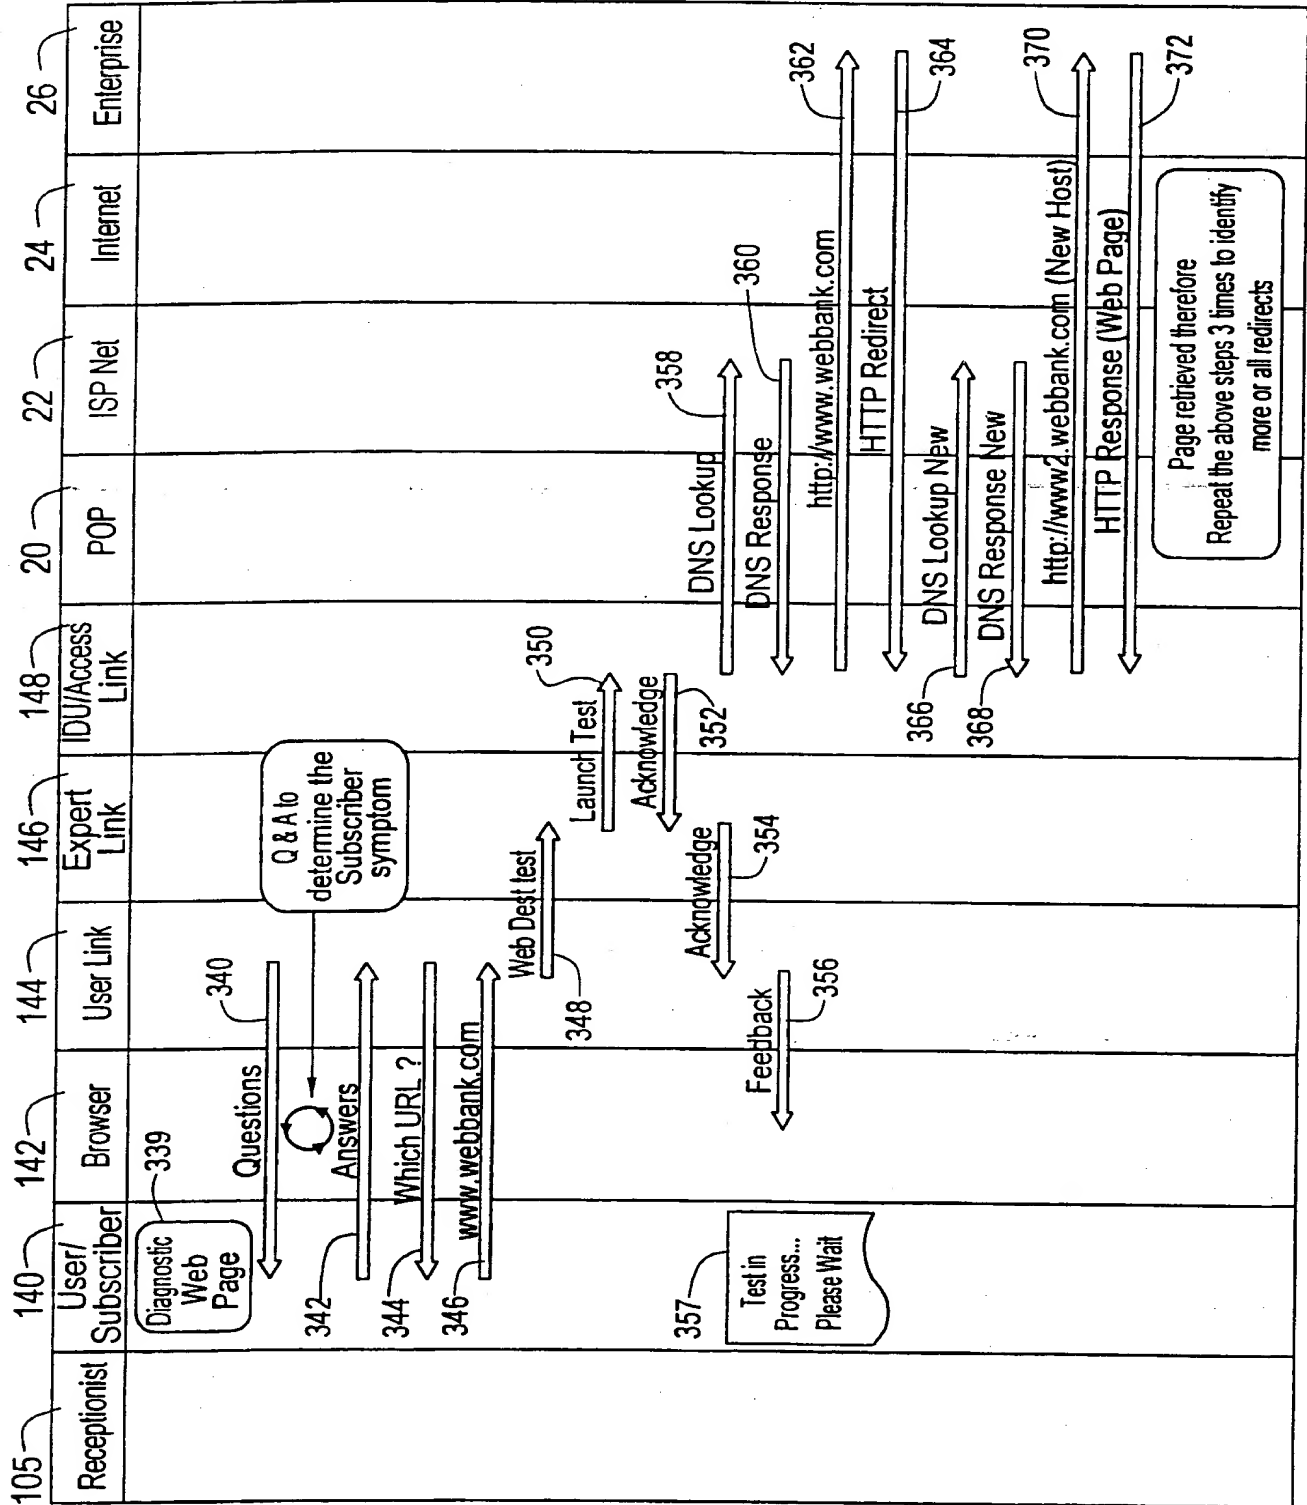 105
140
142
144
146
148
20
22
24
26
Receptionist
User/
Subscriber
Browser
User Link
Expert
Link
IDU/Access
Link
POP
ISP Net
Internet
Enterprise
Diagnostic
Web
Page
339
Questions
340
Q & A to
determine the
Subscriber
symptom
Answers
342
Which URL ?
344
www.webbank.com
346
Web Dest test
348
Launch Test
350
Acknowledge
352
Acknowledge
354
Feedback
356
Test in
Progress...
Please Wait
357
DNS Lookup
358
DNS Response
360
http://www.webbank.com
362
HTTP Redirect
364
DNS Lookup New
366
DNS Response New
368
http://www2.webbank.com (New Host)
370
HTTP Response (Web Page)
372
Page retrieved therefore
Repeat the above steps 3 times to identify
more or all redirects